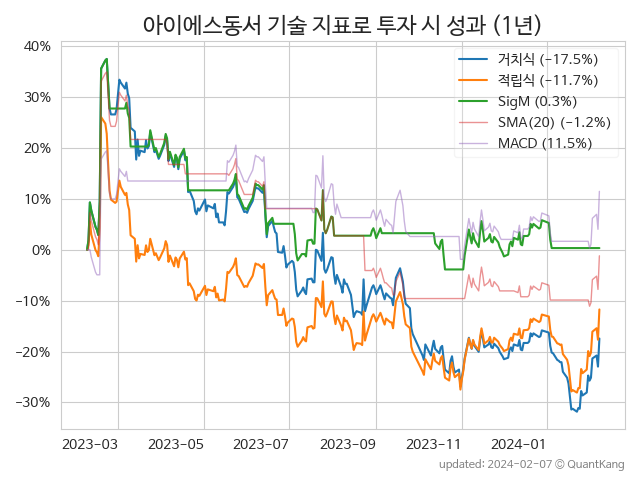 아이에스동서 기술 지표로 투자 시 성과 (1년)
40%
30%
20%
10%
0%
−10%
−20%
−30%
거치식 (−17.5%)
적립식 (−11.7%)
SigM (0.3%)
SMA(20) (−1.2%)
MACD (11.5%)
2023-03
2023-05
2023-07
2023-09
2023-11
2024-01
updated: 2024-02-07 © QuantKang